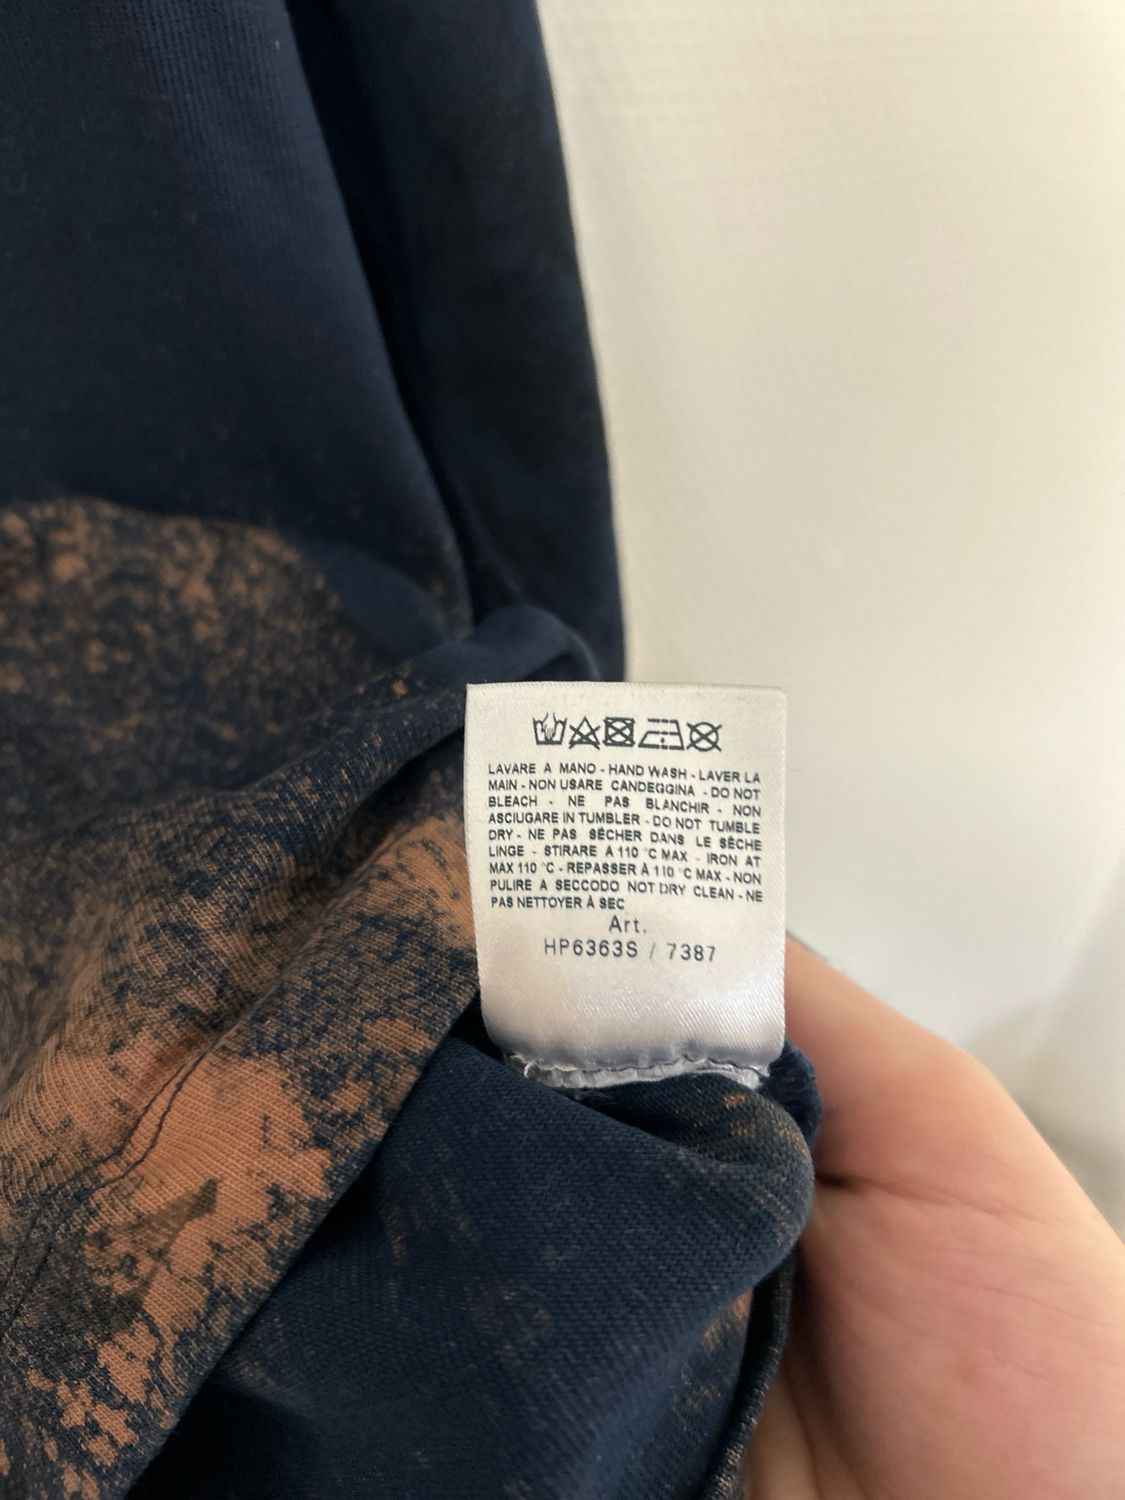 LAVARE A MANO - HAND WASH - LAVER LA
MAIN - NON USARE CANDEGGINA - DO NOT
BLEACH - NE PAS BLANCHIR - NON
ASCIUGARE IN TUMBLER - DO NOT TUMBLE
DRY - NE PAS SÉCHER DANS LE SÈCHE
LINGE - STIRARE A 110 °C MAX - IRON AT
MAX 110 °C - REPASSER À 110 °C MAX - NON
PULIRE A SECCODO NOT DRY CLEAN - NE
PAS NETTOYER À SEC
Art.
HP6363S / 7387